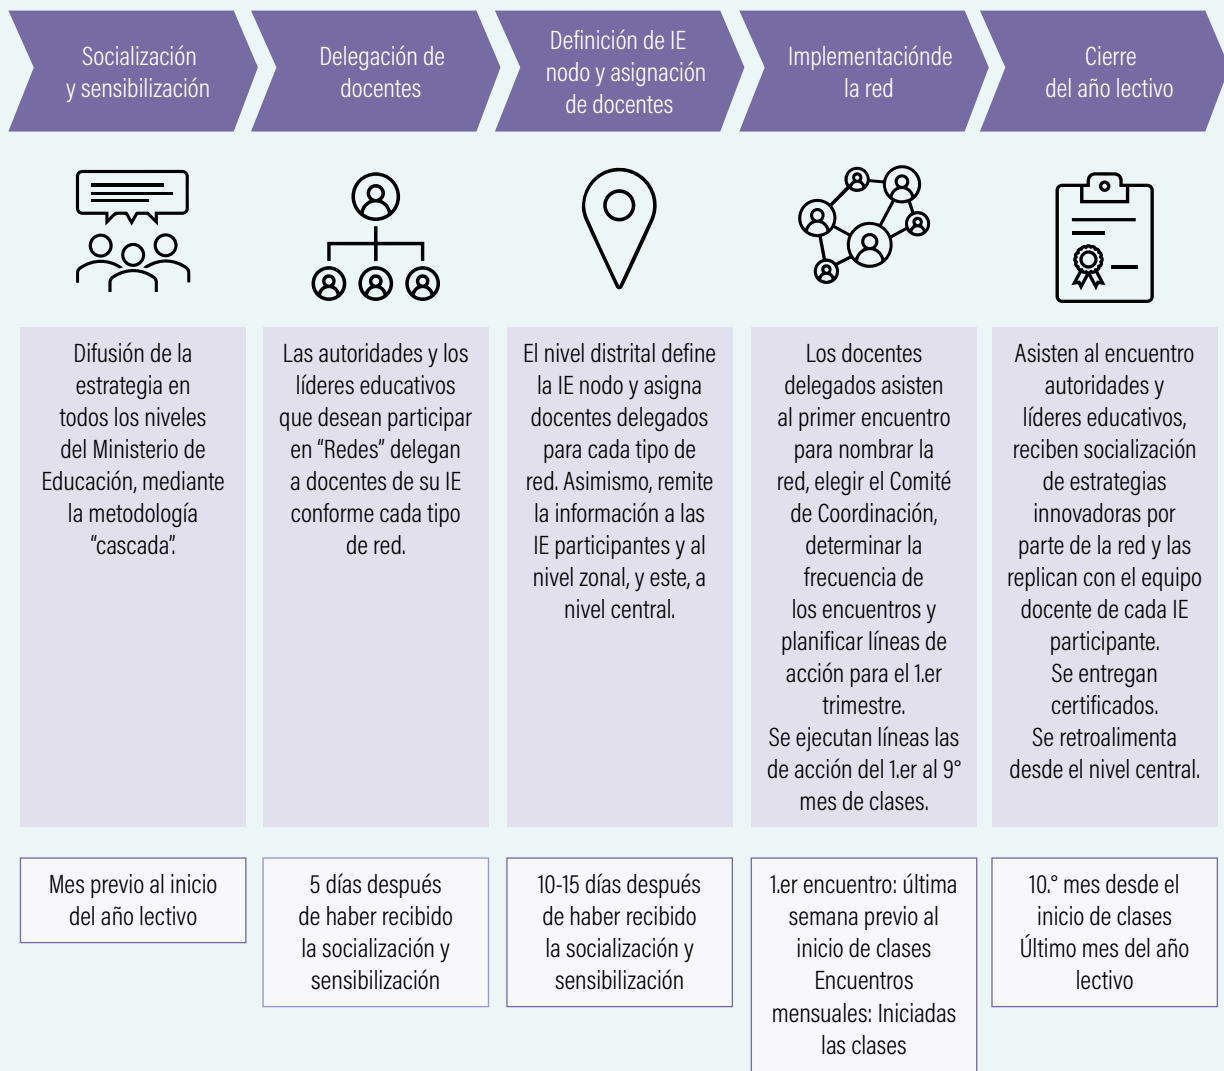 Socialización
y sensibilización
Delegación de
docentes
Definición de IE
nodo y asignación
de docentes
Implementaciónde
la red
Cierre
del año lectivo
Difusión de la
estrategia en
todos los niveles
del Ministerio de
Educación, mediante
la metodología
“cascada”.
Las autoridades y los
líderes educativos
que desean participar
en “Redes” delegan
a docentes de su IE
conforme cada tipo
de red.
El nivel distrital define
la IE nodo y asigna
docentes delegados
para cada tipo de
red. Asimismo, remite
la información a las
IE participantes y al
nivel zonal, y este, a
nivel central.
Los docentes
delegados asisten
al primer encuentro
para nombrar la
red, elegir el Comité
de Coordinación,
determinar la
frecuencia de
los encuentros y
planificar líneas de
acción para el 1.er
trimestre.
Se ejecutan líneas las
de acción del 1.er al 9°
mes de clases.
Asisten al encuentro
autoridades y
líderes educativos,
reciben socialización
de estrategias
innovadoras por
parte de la red y las
replican con el equipo
docente de cada IE
participante.
Se entregan
certificados.
Se retroalimenta
desde el nivel central.
Mes previo al inicio
del año lectivo
5 días después
de haber recibido
la socialización y
sensibilización
10-15 días después
de haber recibido
la socialización y
sensibilización
1.er encuentro: última
semana previo al
inicio de clases
Encuentros
mensuales: Iniciadas
las clases
10.° mes desde el
inicio de clases
Último mes del año
lectivo